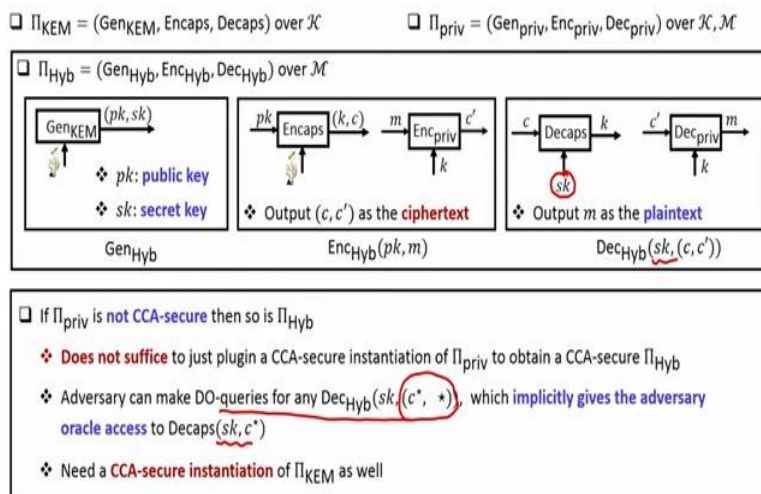 ❑ Π_KEM = (Gen_KEM, Encaps, Decaps) over 𝒦
❑ Π_priv = (Gen_priv, Enc_priv, Dec_priv) over 𝒦, ℳ
❑ Π_Hyb = (Gen_Hyb, Enc_Hyb, Dec_Hyb) over ℳ
Gen_KEM (pk, sk)
❖ pk: public key
❖ sk: secret key
Gen_Hyb
pk Encaps (k, c) m Enc_priv c′
k
❖ Output (c, c′) as the ciphertext
Enc_Hyb(pk, m)
c Decaps k c′ Dec_priv m
sk k
❖ Output m as the plaintext
Dec_Hyb(sk, (c, c′))
❑ If Π_priv is not CCA-secure then so is Π_Hyb
❖ Does not suffice to just plugin a CCA-secure instantiation of Π_priv to obtain a CCA-secure Π_Hyb
❖ Adversary can make DO-queries for any Dec_Hyb(sk, (c*, ⋆)), which implicitly gives the adversary
oracle access to Decaps(sk, c*)
❖ Need a CCA-secure instantiation of Π_KEM as well